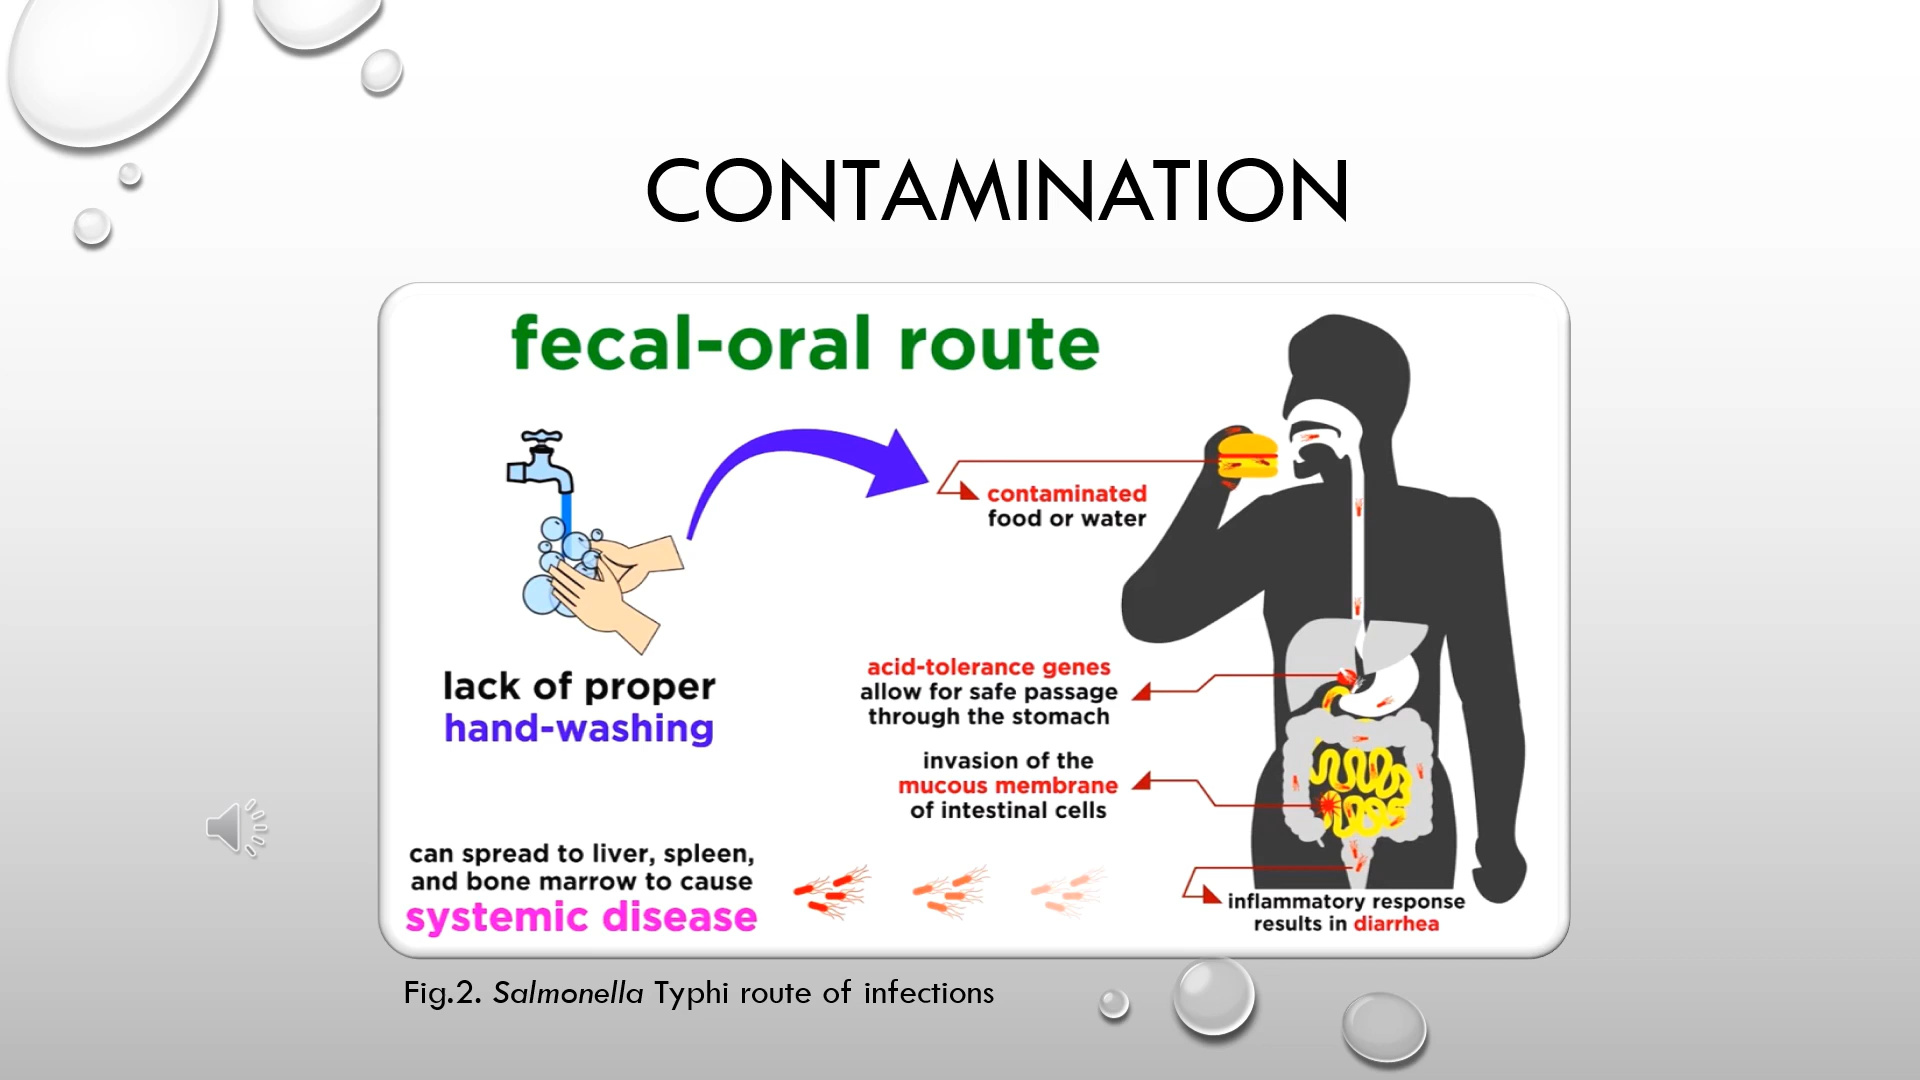 CONTAMINATION
fecal-oral route
contaminated
food or water
lack of proper
hand-washing
acid-tolerance genes
allow for safe passage
through the stomach
invasion of the
mucous membrane
of intestinal cells
can spread to liver, spleen,
and bone marrow to cause
systemic disease
inflammatory response
results in diarrhea
Fig.2. Salmonella Typhi route of infections